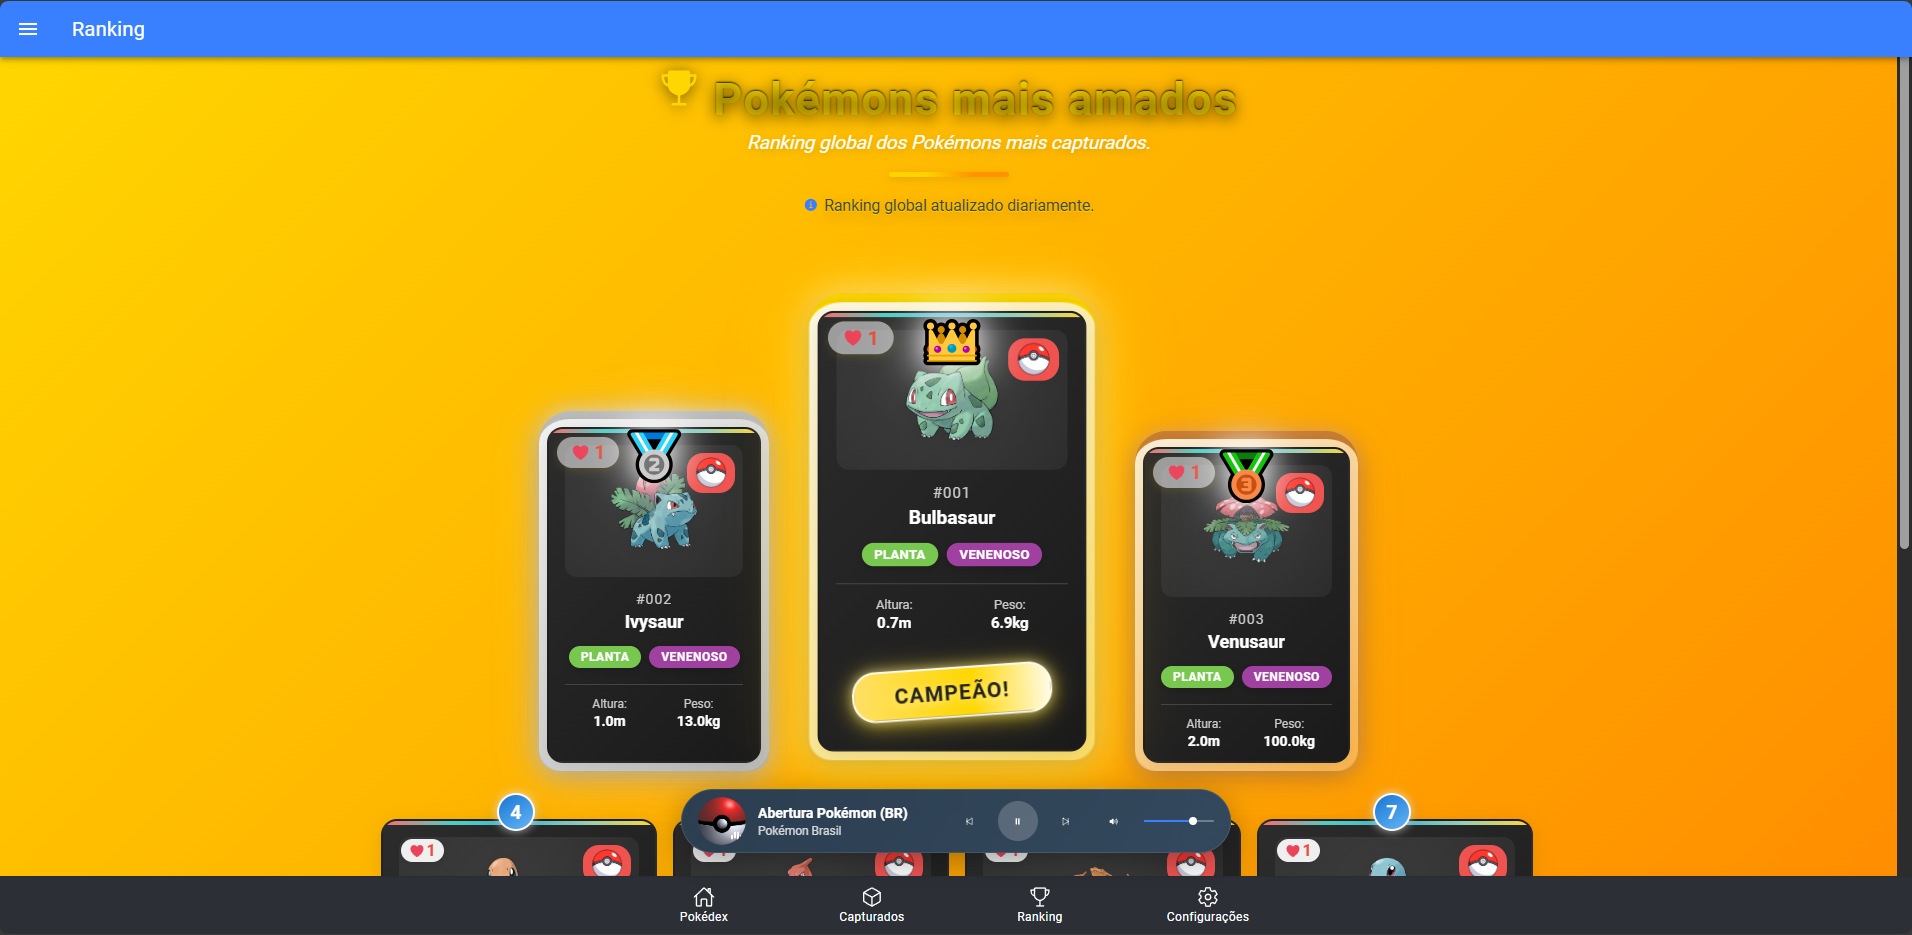 Ranking
Pokémons mais amados
Ranking global dos Pokémons mais capturados.
Ranking global atualizado diariamente.
1
#001
Bulbasaur
PLANTA VENENOSO
Altura: Peso:
0.7m 6.9kg
CAMPEÃO!
1
2
#002
Ivysaur
PLANTA VENENOSO
Altura: Peso:
1.0m 13.0kg
1
3
#003
Venusaur
PLANTA VENENOSO
Altura: Peso:
2.0m 100.0kg
4
1
7
1
Abertura Pokémon (BR)
Pokémon Brasil
Pokédex
Capturados
Ranking
Configurações